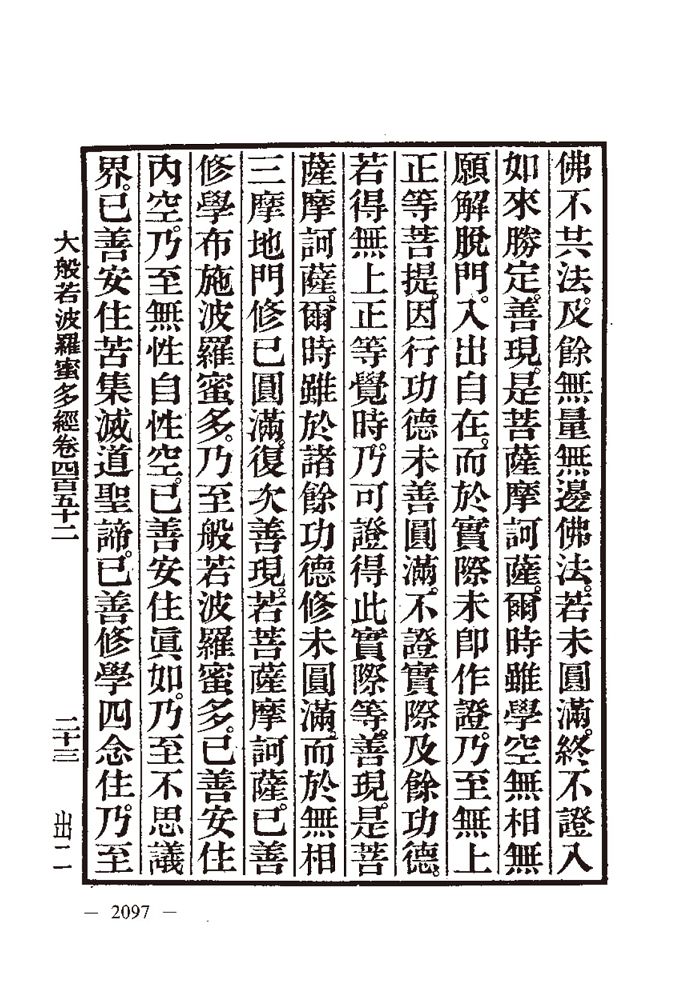 佛不共法。及餘無量無邊佛法。若未圓滿。終不證入
如來勝定。善現。是菩薩摩訶薩。爾時雖學空無相無
願解脫門。入出自在。而於實際未即作證。乃至無上
正等菩提。因行功德未善圓滿。不證實際及餘功德。
若得無上正等覺時。乃可證得此實際等。善現。是菩
薩摩訶薩。爾時雖於諸餘功德修未圓滿。而於無相
三摩地門修已圓滿。復次善現。若菩薩摩訶薩。已善
修學布施波羅蜜多。乃至般若波羅蜜多。已善安住
內空。乃至無性自性空。已善安住眞如。乃至不思議
界。已善安住苦集滅道聖諦。已善修學四念住。乃至
大般若波羅蜜多經卷四百五十二 二十三 出二
— 2097 —